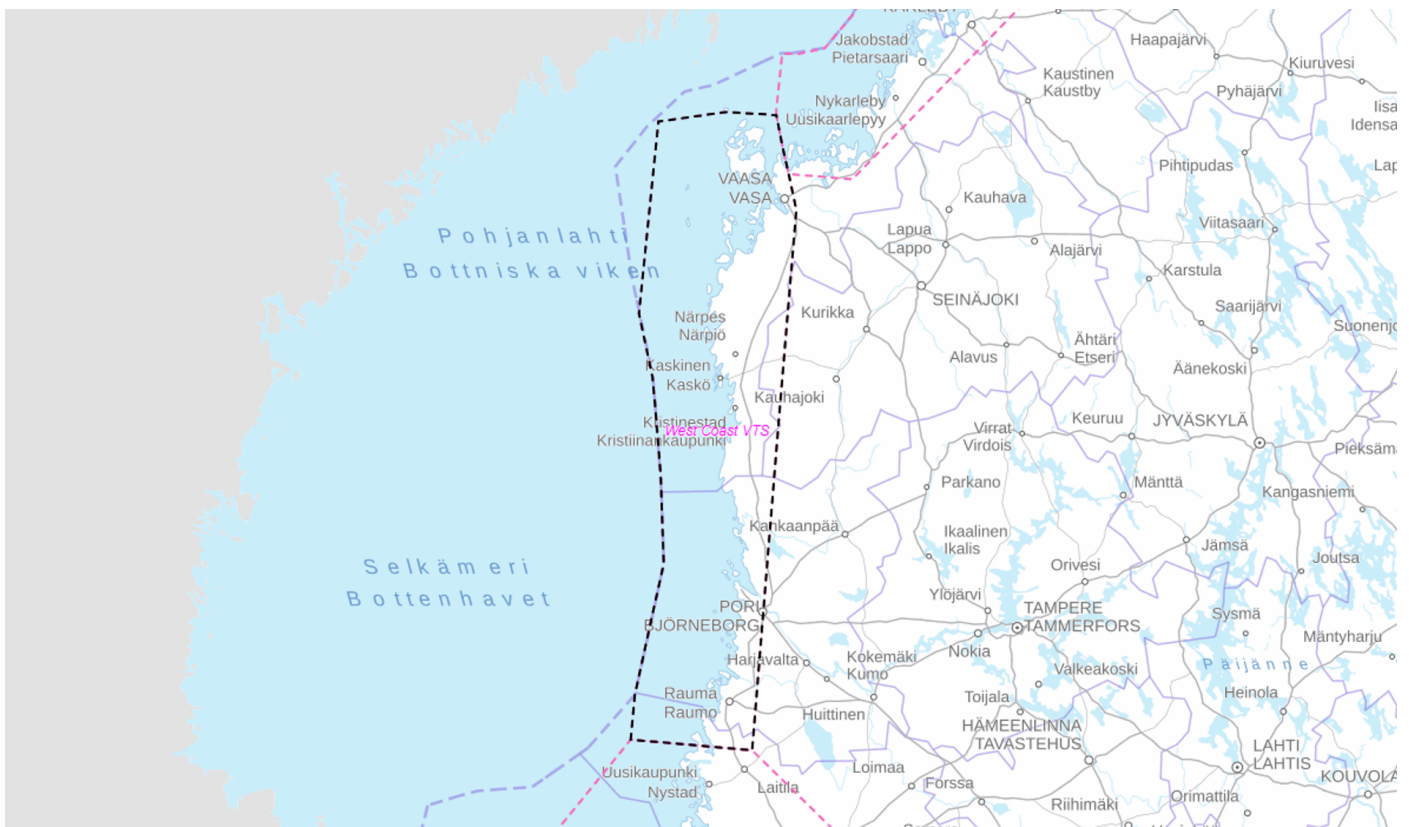 KARLEBY
Jakobstad
Pietarsaari
Haapajärvi
Kiuruvesi
Kaustinen
Kaustby
Pyhäjärvi
Nykarleby
Uusikaarlepyy
Iisa
Idensa
Pihtipudas
Lap
VAASA
VASA
Kauhava
Viitasaari
Lapua
Lappo
Alajärvi
Pohjanlahti
Bottniska viken
Karstula
SEINÄJOKI
Saarijärvi
Närpes
Närpiö
Kurikka
Suonenjo
Ähtäri
Etseri
Alavus
Äänekoski
Kaskinen
Kaskö
Kauhajoki
Kristinestad
Kristiinankaupunki
West Coast VTS
Virrat
Virdois
Keuruu
JYVÄSKYLÄ
Pieksäm
Parkano
Mänttä
Kangasniemi
Kankaanpää
Ikaalinen
Ikalis
Jämsä
Joutsa
Orivesi
Selkämeri
Bottenhavet
Ylöjärvi
PORI
BJÖRNEBORG
TAMPERE
TAMMERFORS
Sysmä
Mäntyharju
Nokia
Harjavalta
Kokemäki
Kumo
Valkeakoski
Päijänne
Rauma
Raumo
Toijala
Heinola
Huittinen
HÄMEENLINNA
TAVASTEHUS
LAHTI
LAHTIS
Uusikaupunki
Nystad
Laitila
Loimaa
Forssa
KOUVOLA
Riihimäki
Orimattila